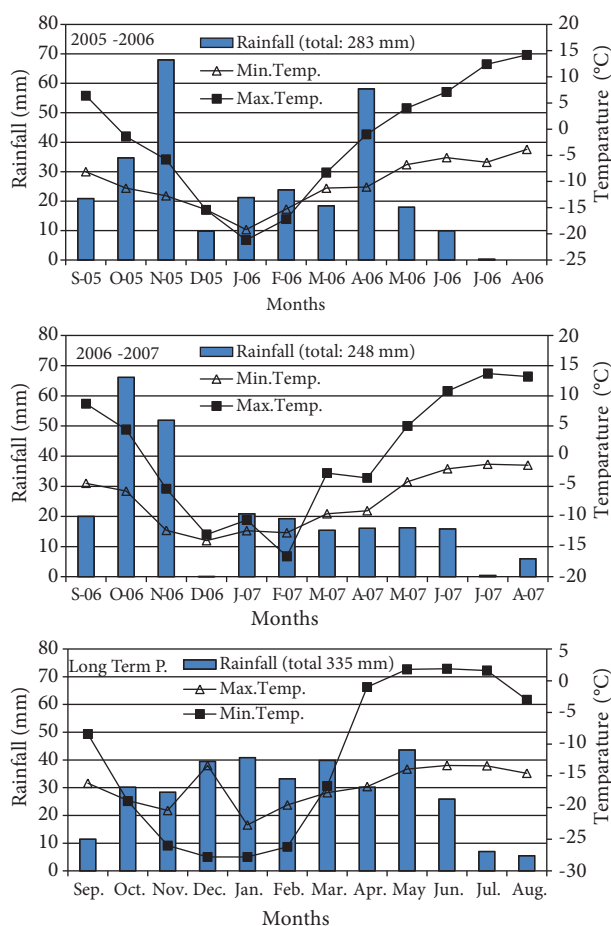 2005 -2006
Rainfall (total: 283 mm)
Min.Temp.
Max.Temp.
Rainfall (mm)
80
70
60
50
40
30
20
10
0
Temparature (°C)
20
15
10
5
0
-5
-10
-15
-20
-25
S-05 O-05 N-05 D-05 J-06 F-06 M-06 A-06 M-06 J-06 J-06 A-06
Months
2006 -2007
Rainfall (total: 248 mm)
Min.Temp.
Max.Temp.
Rainfall (mm)
80
70
60
50
40
30
20
10
0
Temparature (°C)
20
15
10
5
0
-5
-10
-15
-20
S-06 O-06 N-06 D-06 J-07 F-07 M-07 A-07 M-07 J-07 J-07 A-07
Months
Long Term P.
Rainfall (total 335 mm)
Max.Temp.
Min.Temp.
Rainfall (mm)
80
70
60
50
40
30
20
10
0
Temparature (°C)
5
0
-5
-10
-15
-20
-25
-30
Sep. Oct. Nov. Dec. Jan. Feb. Mar. Apr. May Jun. Jul. Aug.
Months